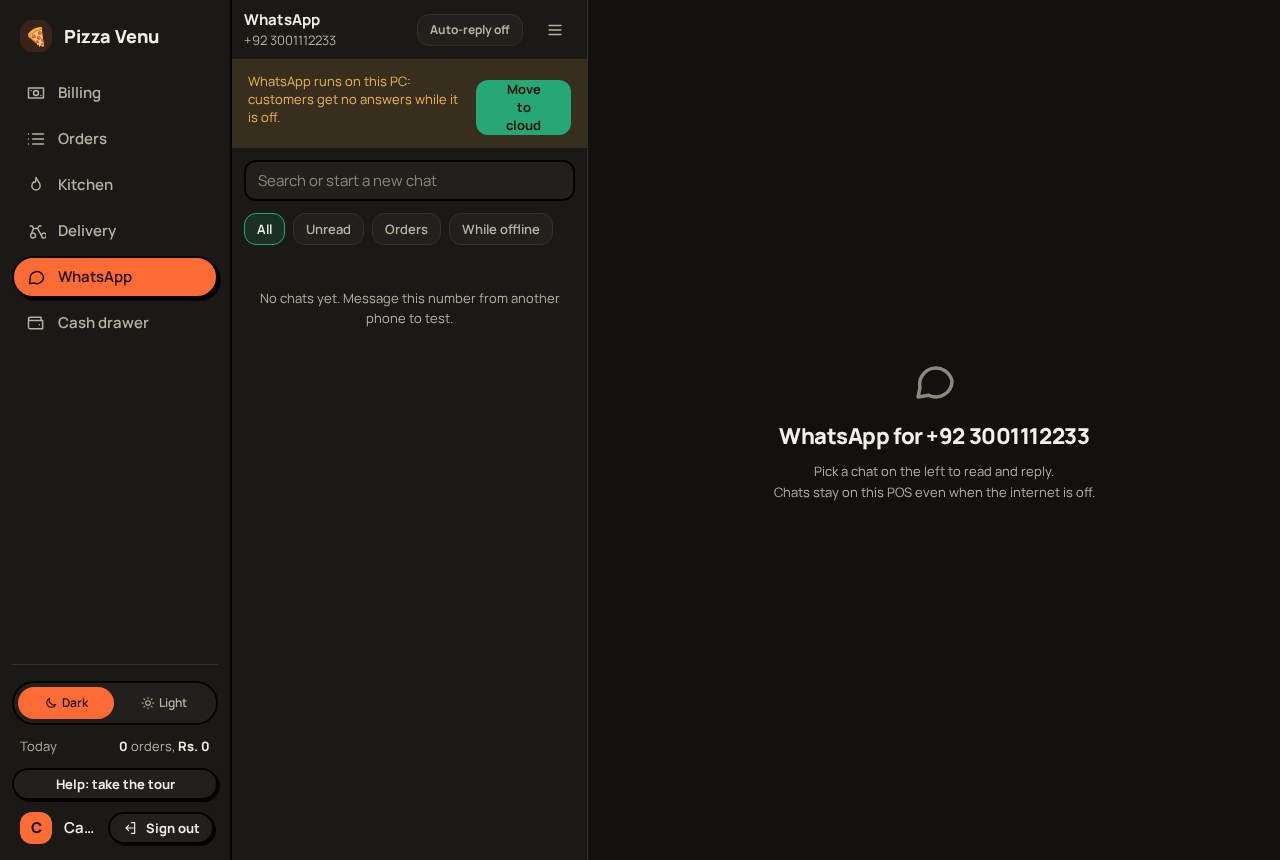 Pizza Venu
Billing
Orders
Kitchen
Delivery
WhatsApp
Cash drawer
Dark
Light
Today
0 orders, Rs. 0
Help: take the tour
C
Ca...
Sign out
WhatsApp
+92 3001112233
Auto-reply off
WhatsApp runs on this PC:
customers get no answers while it
is off.
Move
to
cloud
Search or start a new chat
All
Unread
Orders
While offline
No chats yet. Message this number from another
phone to test.
WhatsApp for +92 3001112233
Pick a chat on the left to read and reply.
Chats stay on this POS even when the internet is off.